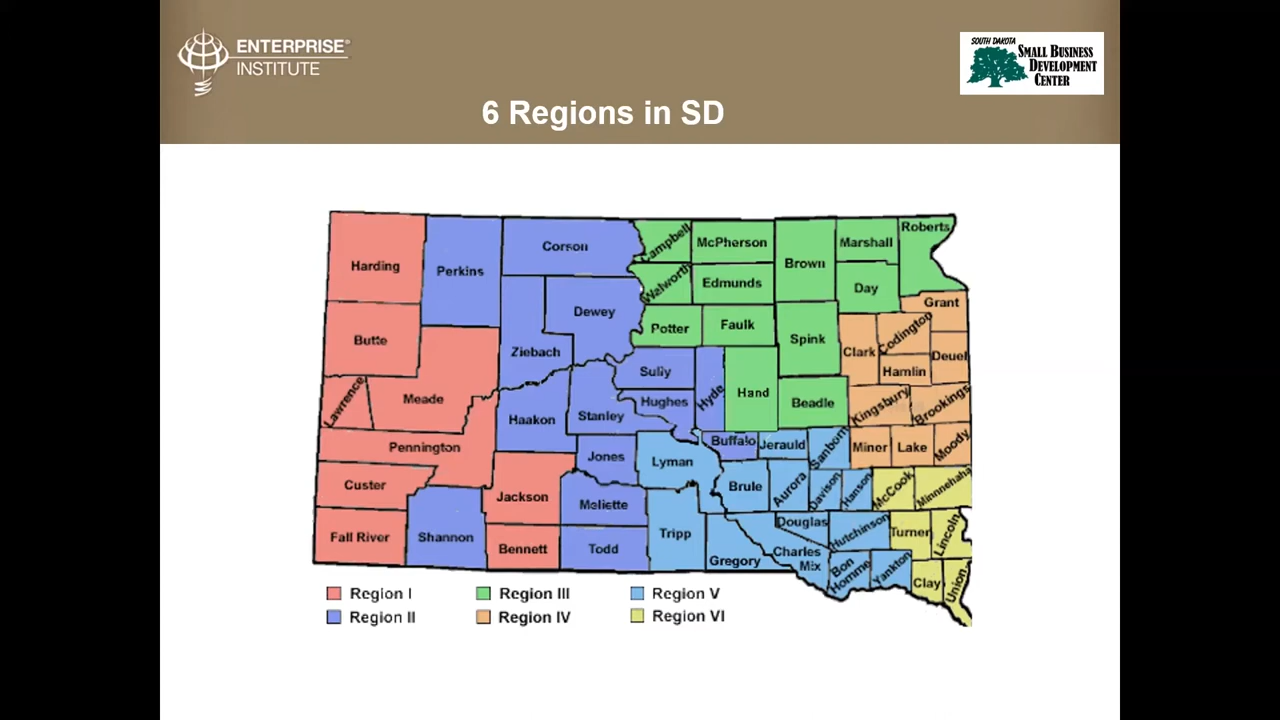 ENTERPRISE®
INSTITUTE
SOUTH DAKOTA
SMALL BUSINESS
DEVELOPMENT
CENTER
6 Regions in SD
Harding
Perkins
Corson
Campbell
McPherson
Brown
Marshall
Roberts
Walworth
Edmunds
Day
Dewey
Grant
Butte
Ziebach
Potter
Faulk
Spink
Clark
Codington
Deuel
Hamlin
Lawrence
Meade
Sully
Hyde
Hand
Beadle
Kingsbury
Brookings
Haakon
Stanley
Hughes
Pennington
Jones
Lyman
Buffalo
Jerauld
Sanborn
Miner
Lake
Moody
Custer
Jackson
Mellette
Brule
Aurora
Davison
Hanson
McCook
Minnnehaha
Fall River
Shannon
Bennett
Todd
Tripp
Gregory
Charles
Mix
Douglas
Hutchinson
Turner
Lincoln
Bon
Homme
Yankton
Clay
Union
Region I
Region III
Region V
Region II
Region IV
Region VI